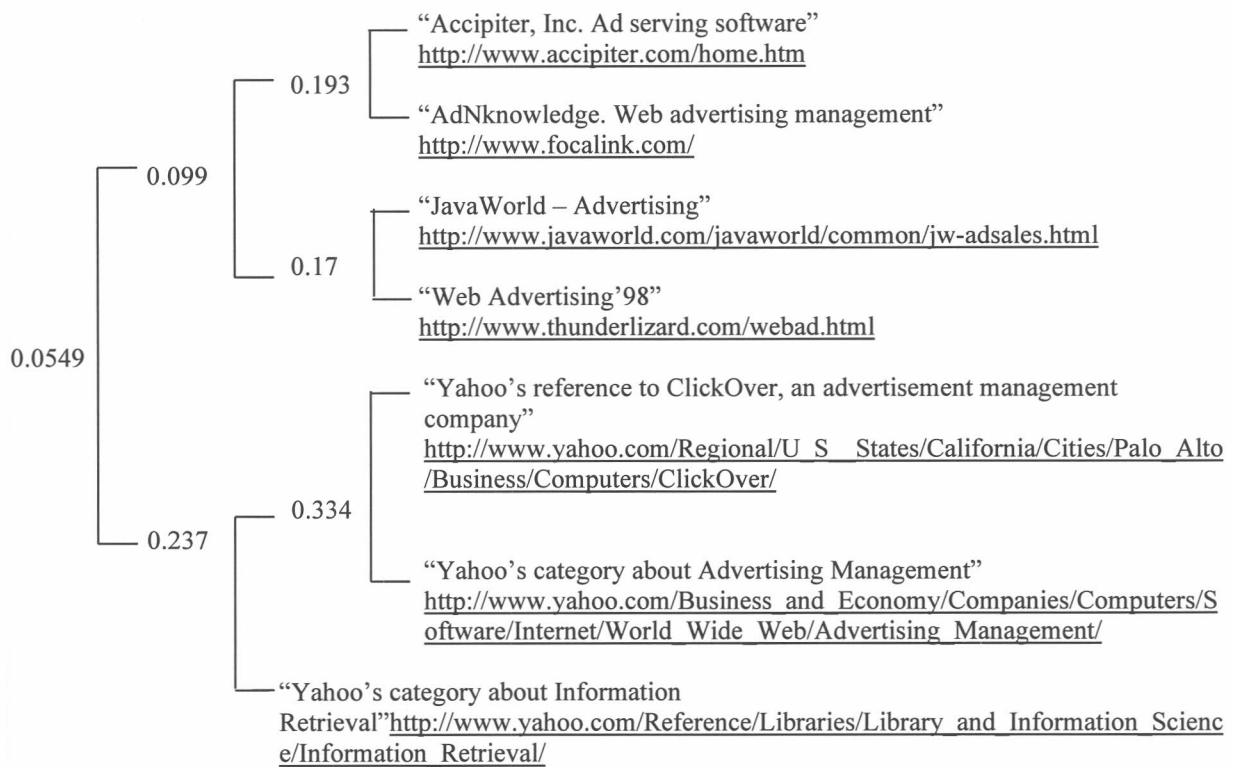 “Accipiter, Inc. Ad serving software”
http://www.accipiter.com/home.htm
0.193
“AdNknowledge. Web advertising management”
http://www.focalink.com/
0.099
“JavaWorld – Advertising”
http://www.javaworld.com/javaworld/common/jw-adsales.html
0.17
“Web Advertising’98”
http://www.thunderlizard.com/webad.html
0.0549
“Yahoo’s reference to ClickOver, an advertisement management
company”
http://www.yahoo.com/Regional/U_S__States/California/Cities/Palo_Alto
/Business/Computers/ClickOver/
0.334
0.237
“Yahoo’s category about Advertising Management”
http://www.yahoo.com/Business_and_Economy/Companies/Computers/S
oftware/Internet/World_Wide_Web/Advertising_Management/
“Yahoo’s category about Information
Retrieval”http://www.yahoo.com/Reference/Libraries/Library_and_Information_Scienc
e/Information_Retrieval/